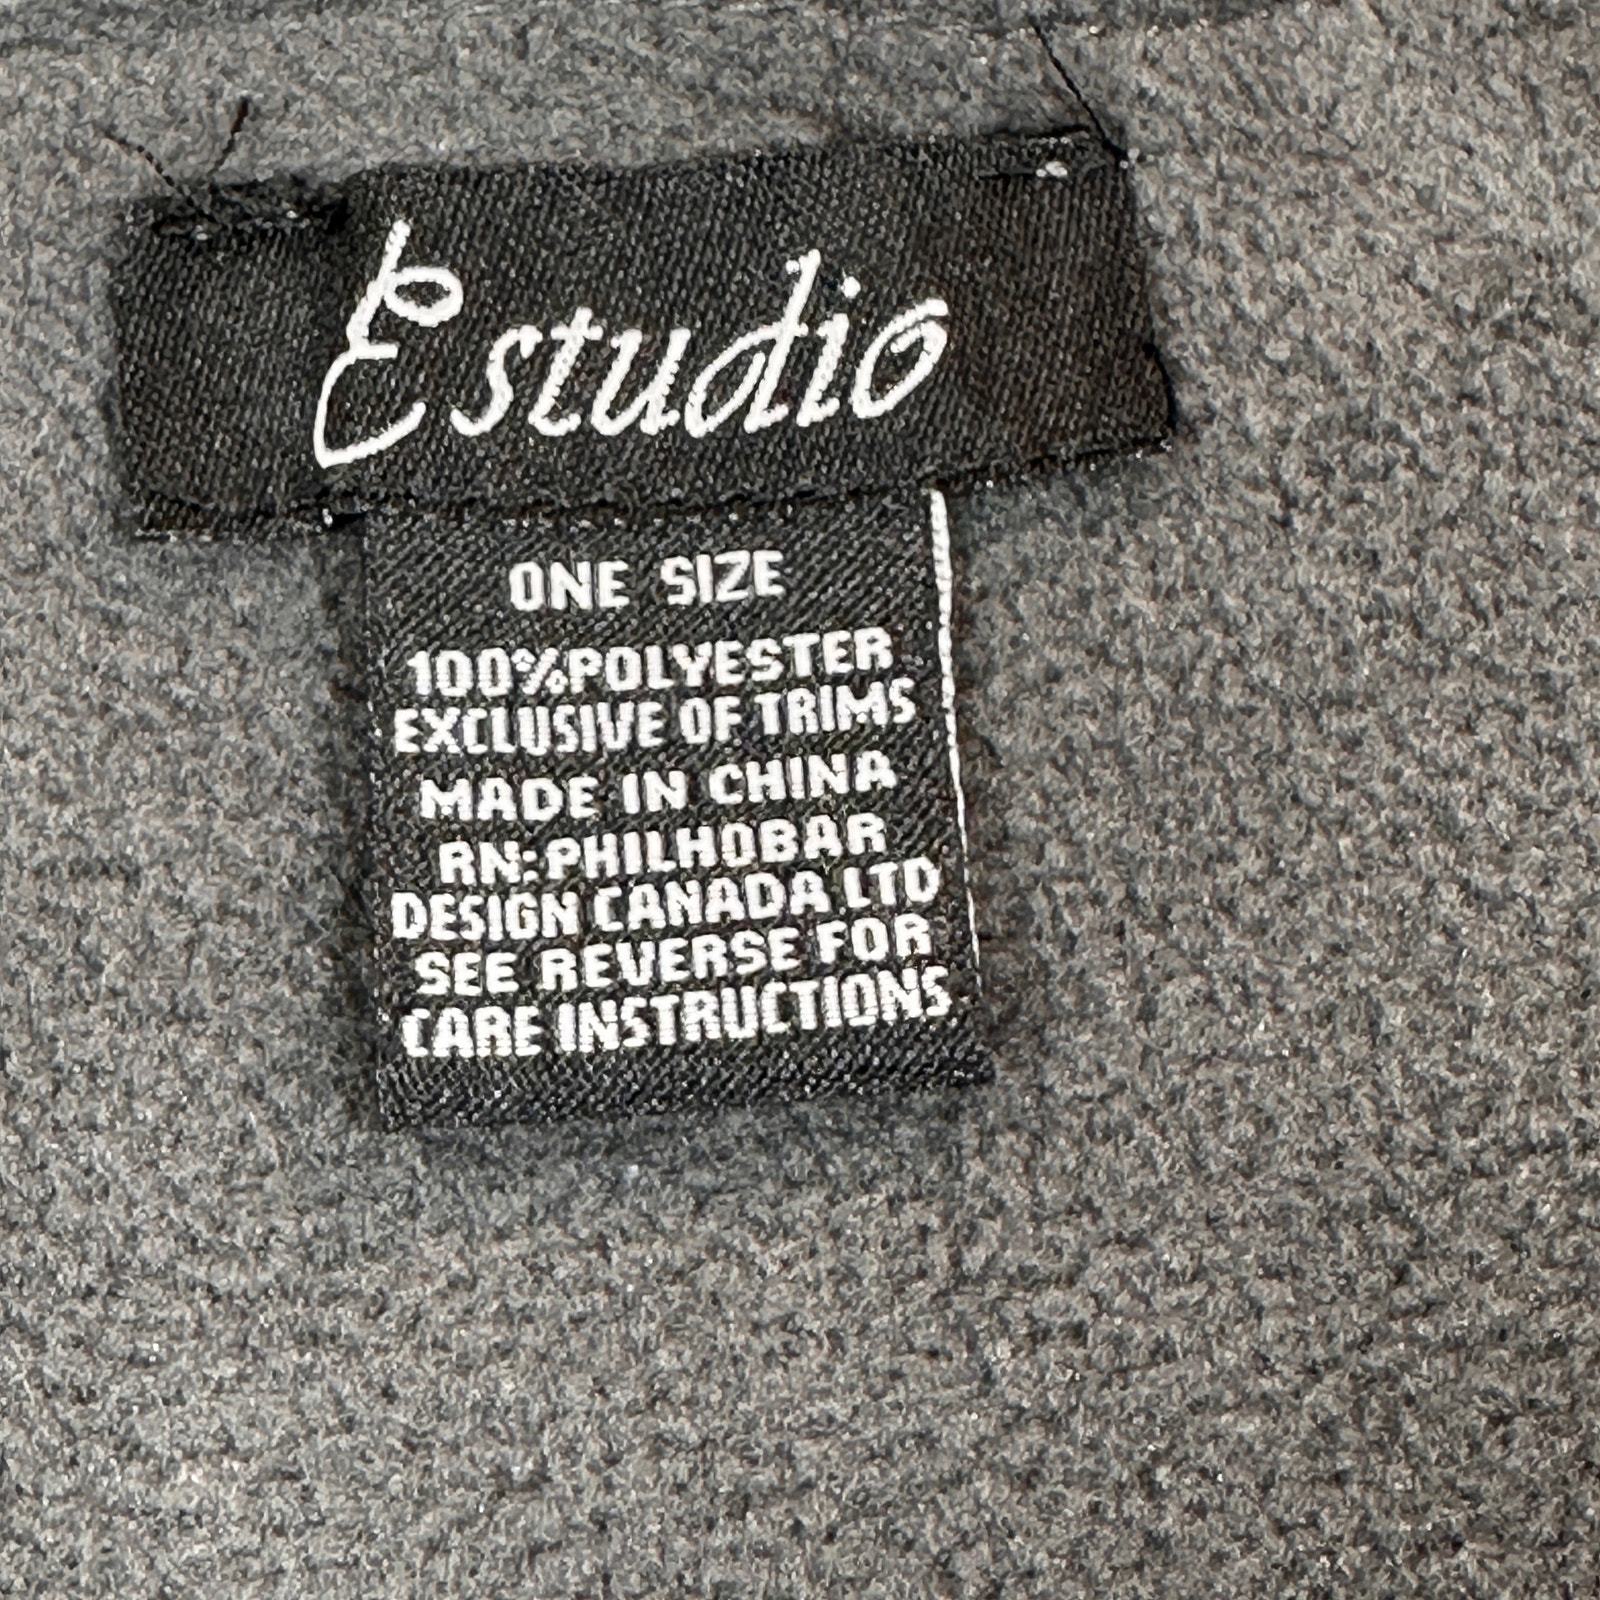 Estudio
ONE SIZE
100%POLYESTER
EXCLUSIVE OF TRIMS
MADE IN CHINA
RN:PHILHOBAR
DESIGN CANADA LTD
SEE REVERSE FOR
CARE INSTRUCTIONS